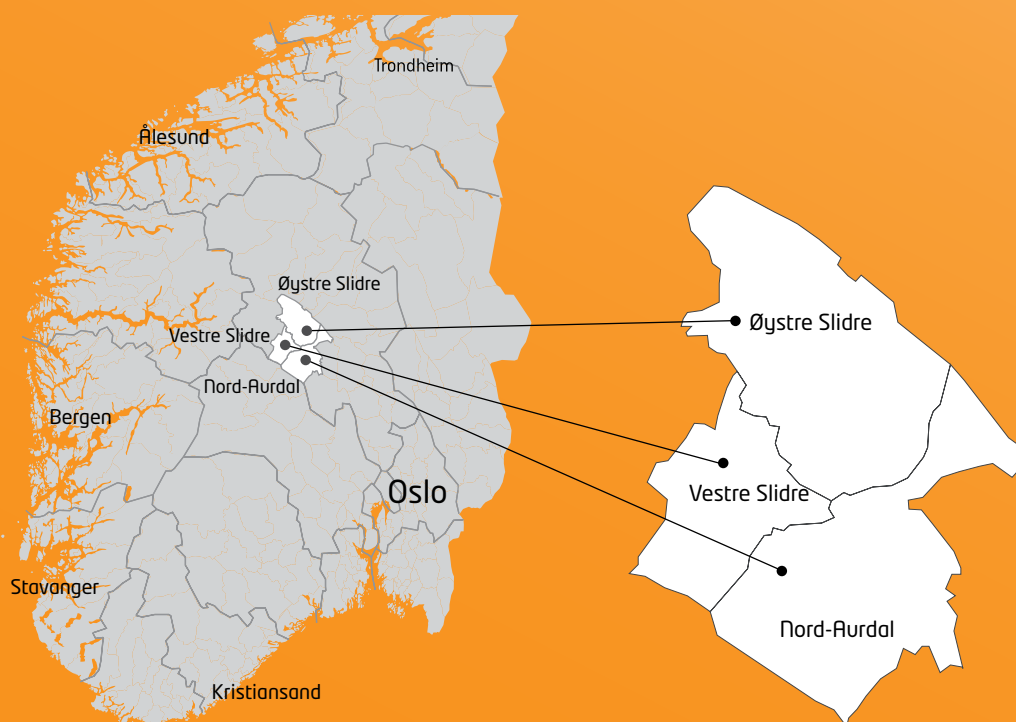 Trondheim
Ålesund
Øystre Slidre
Vestre Slidre
Nord-Aurdal
Bergen
Oslo
Stavanger
Kristiansand
Øystre Slidre
Vestre Slidre
Nord-Aurdal